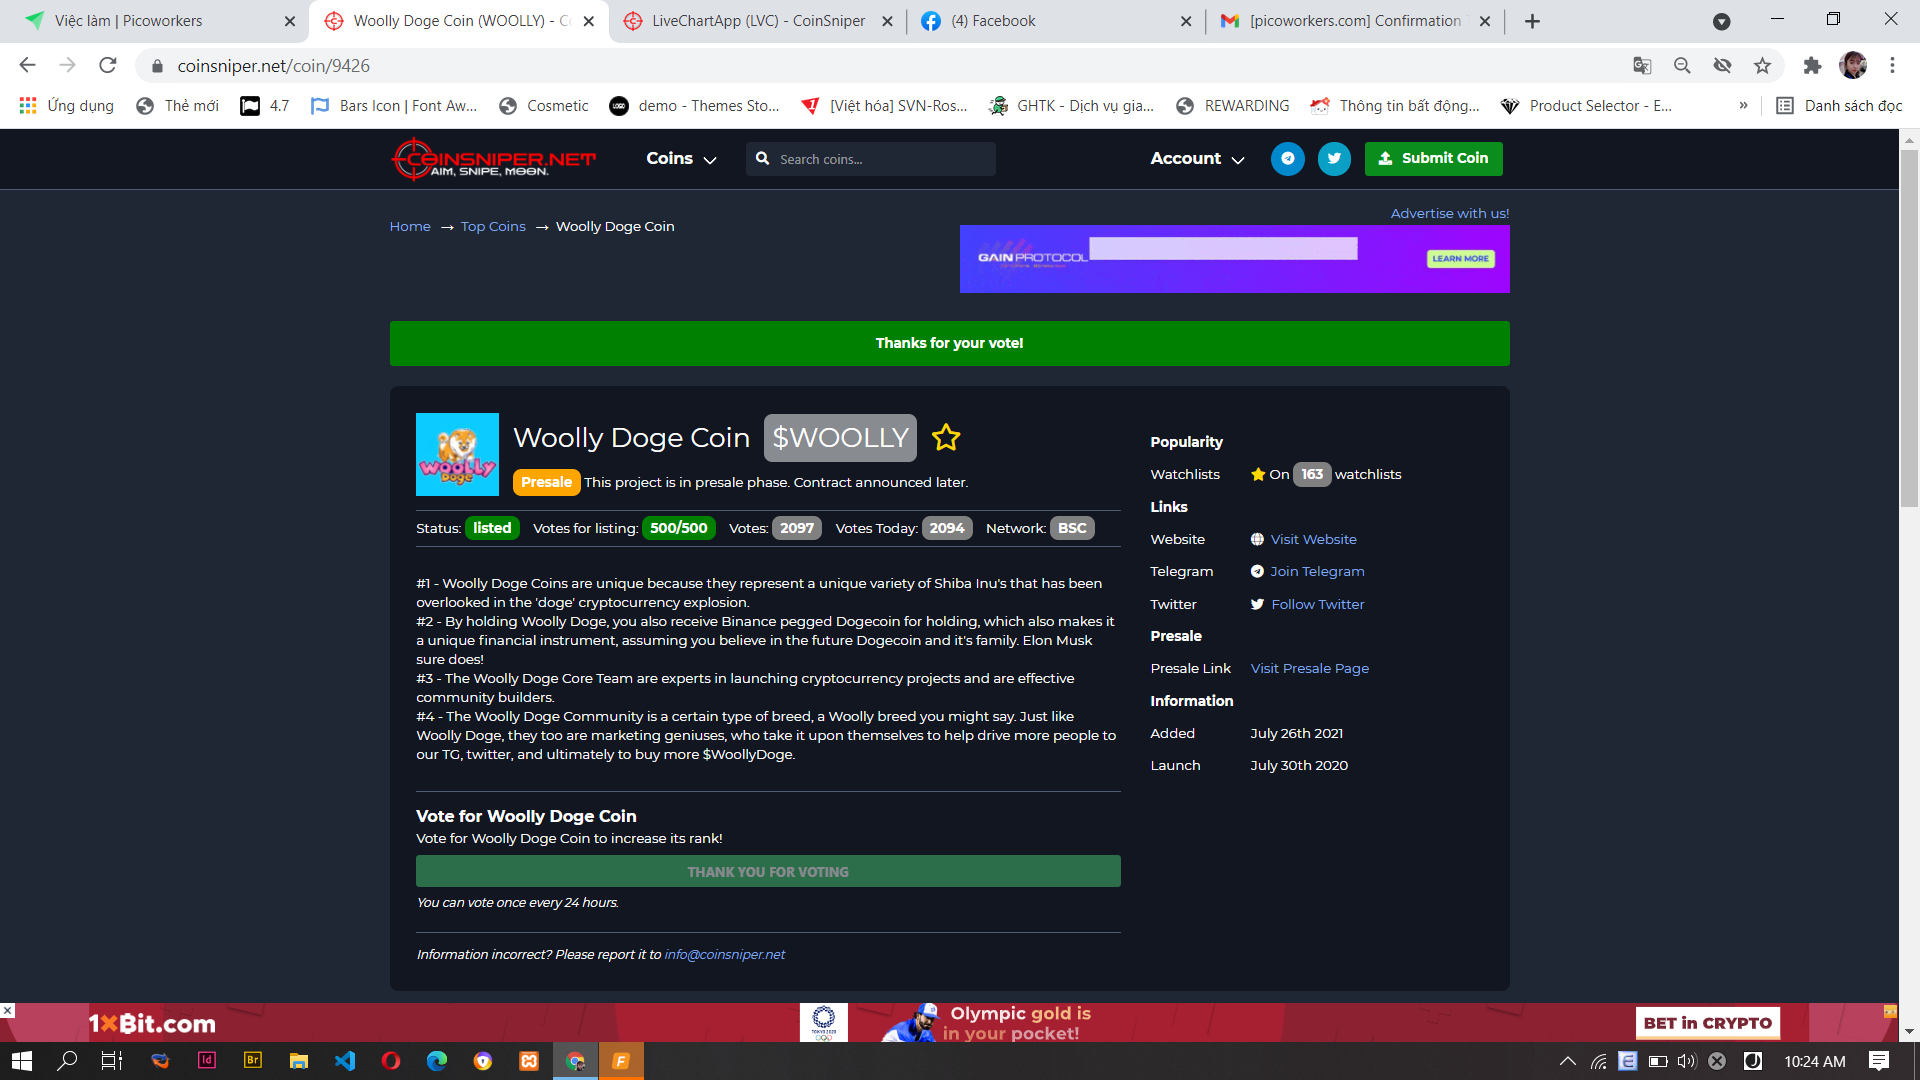 Việc làm | Picoworkers
Woolly Doge Coin (WOOLLY) - C
LiveChartApp (LVC) - CoinSniper
(4) Facebook
[picoworkers.com] Confirmation
coinsniper.net/coin/9426
Ứng dụng
Thẻ mới
4.7
Bars Icon | Font Aw...
Cosmetic
demo - Themes Sto...
[Việt hóa] SVN-Ros...
GHTK - Dịch vụ gia...
REWARDING
Thông tin bất động...
Product Selector - E...
»
Danh sách đọc
COINSNIPER.NET
AIM, SNIPE, MOON.
Coins
Search coins...
Account
Submit Coin
Home → Top Coins → Woolly Doge Coin
Advertise with us!
GAIN PROTOCOL
LEARN MORE
Thanks for your vote!
Woolly Doge
Woolly Doge Coin $WOOLLY
Presale This project is in presale phase. Contract announced later.
Status: listed Votes for listing: 500/500 Votes: 2097 Votes Today: 2094 Network: BSC
#1 - Woolly Doge Coins are unique because they represent a unique variety of Shiba Inu's that has been
overlooked in the 'doge' cryptocurrency explosion.
#2 - By holding Woolly Doge, you also receive Binance pegged Dogecoin for holding, which also makes it
a unique financial instrument, assuming you believe in the future Dogecoin and it's family. Elon Musk
sure does!
#3 - The Woolly Doge Core Team are experts in launching cryptocurrency projects and are effective
community builders.
#4 - The Woolly Doge Community is a certain type of breed, a Woolly breed you might say. Just like
Woolly Doge, they too are marketing geniuses, who take it upon themselves to help drive more people to
our TG, twitter, and ultimately to buy more $WoollyDoge.
Vote for Woolly Doge Coin
Vote for Woolly Doge Coin to increase its rank!
THANK YOU FOR VOTING
You can vote once every 24 hours.
Information incorrect? Please report it to info@coinsniper.net
Popularity
Watchlists On 163 watchlists
Links
Website Visit Website
Telegram Join Telegram
Twitter Follow Twitter
Presale
Presale Link Visit Presale Page
Information
Added July 26th 2021
Launch July 30th 2020
1xBit.com
TOKYO 2020
Olympic gold is
in your pocket!
BET in CRYPTO
Id
Br
10:24 AM